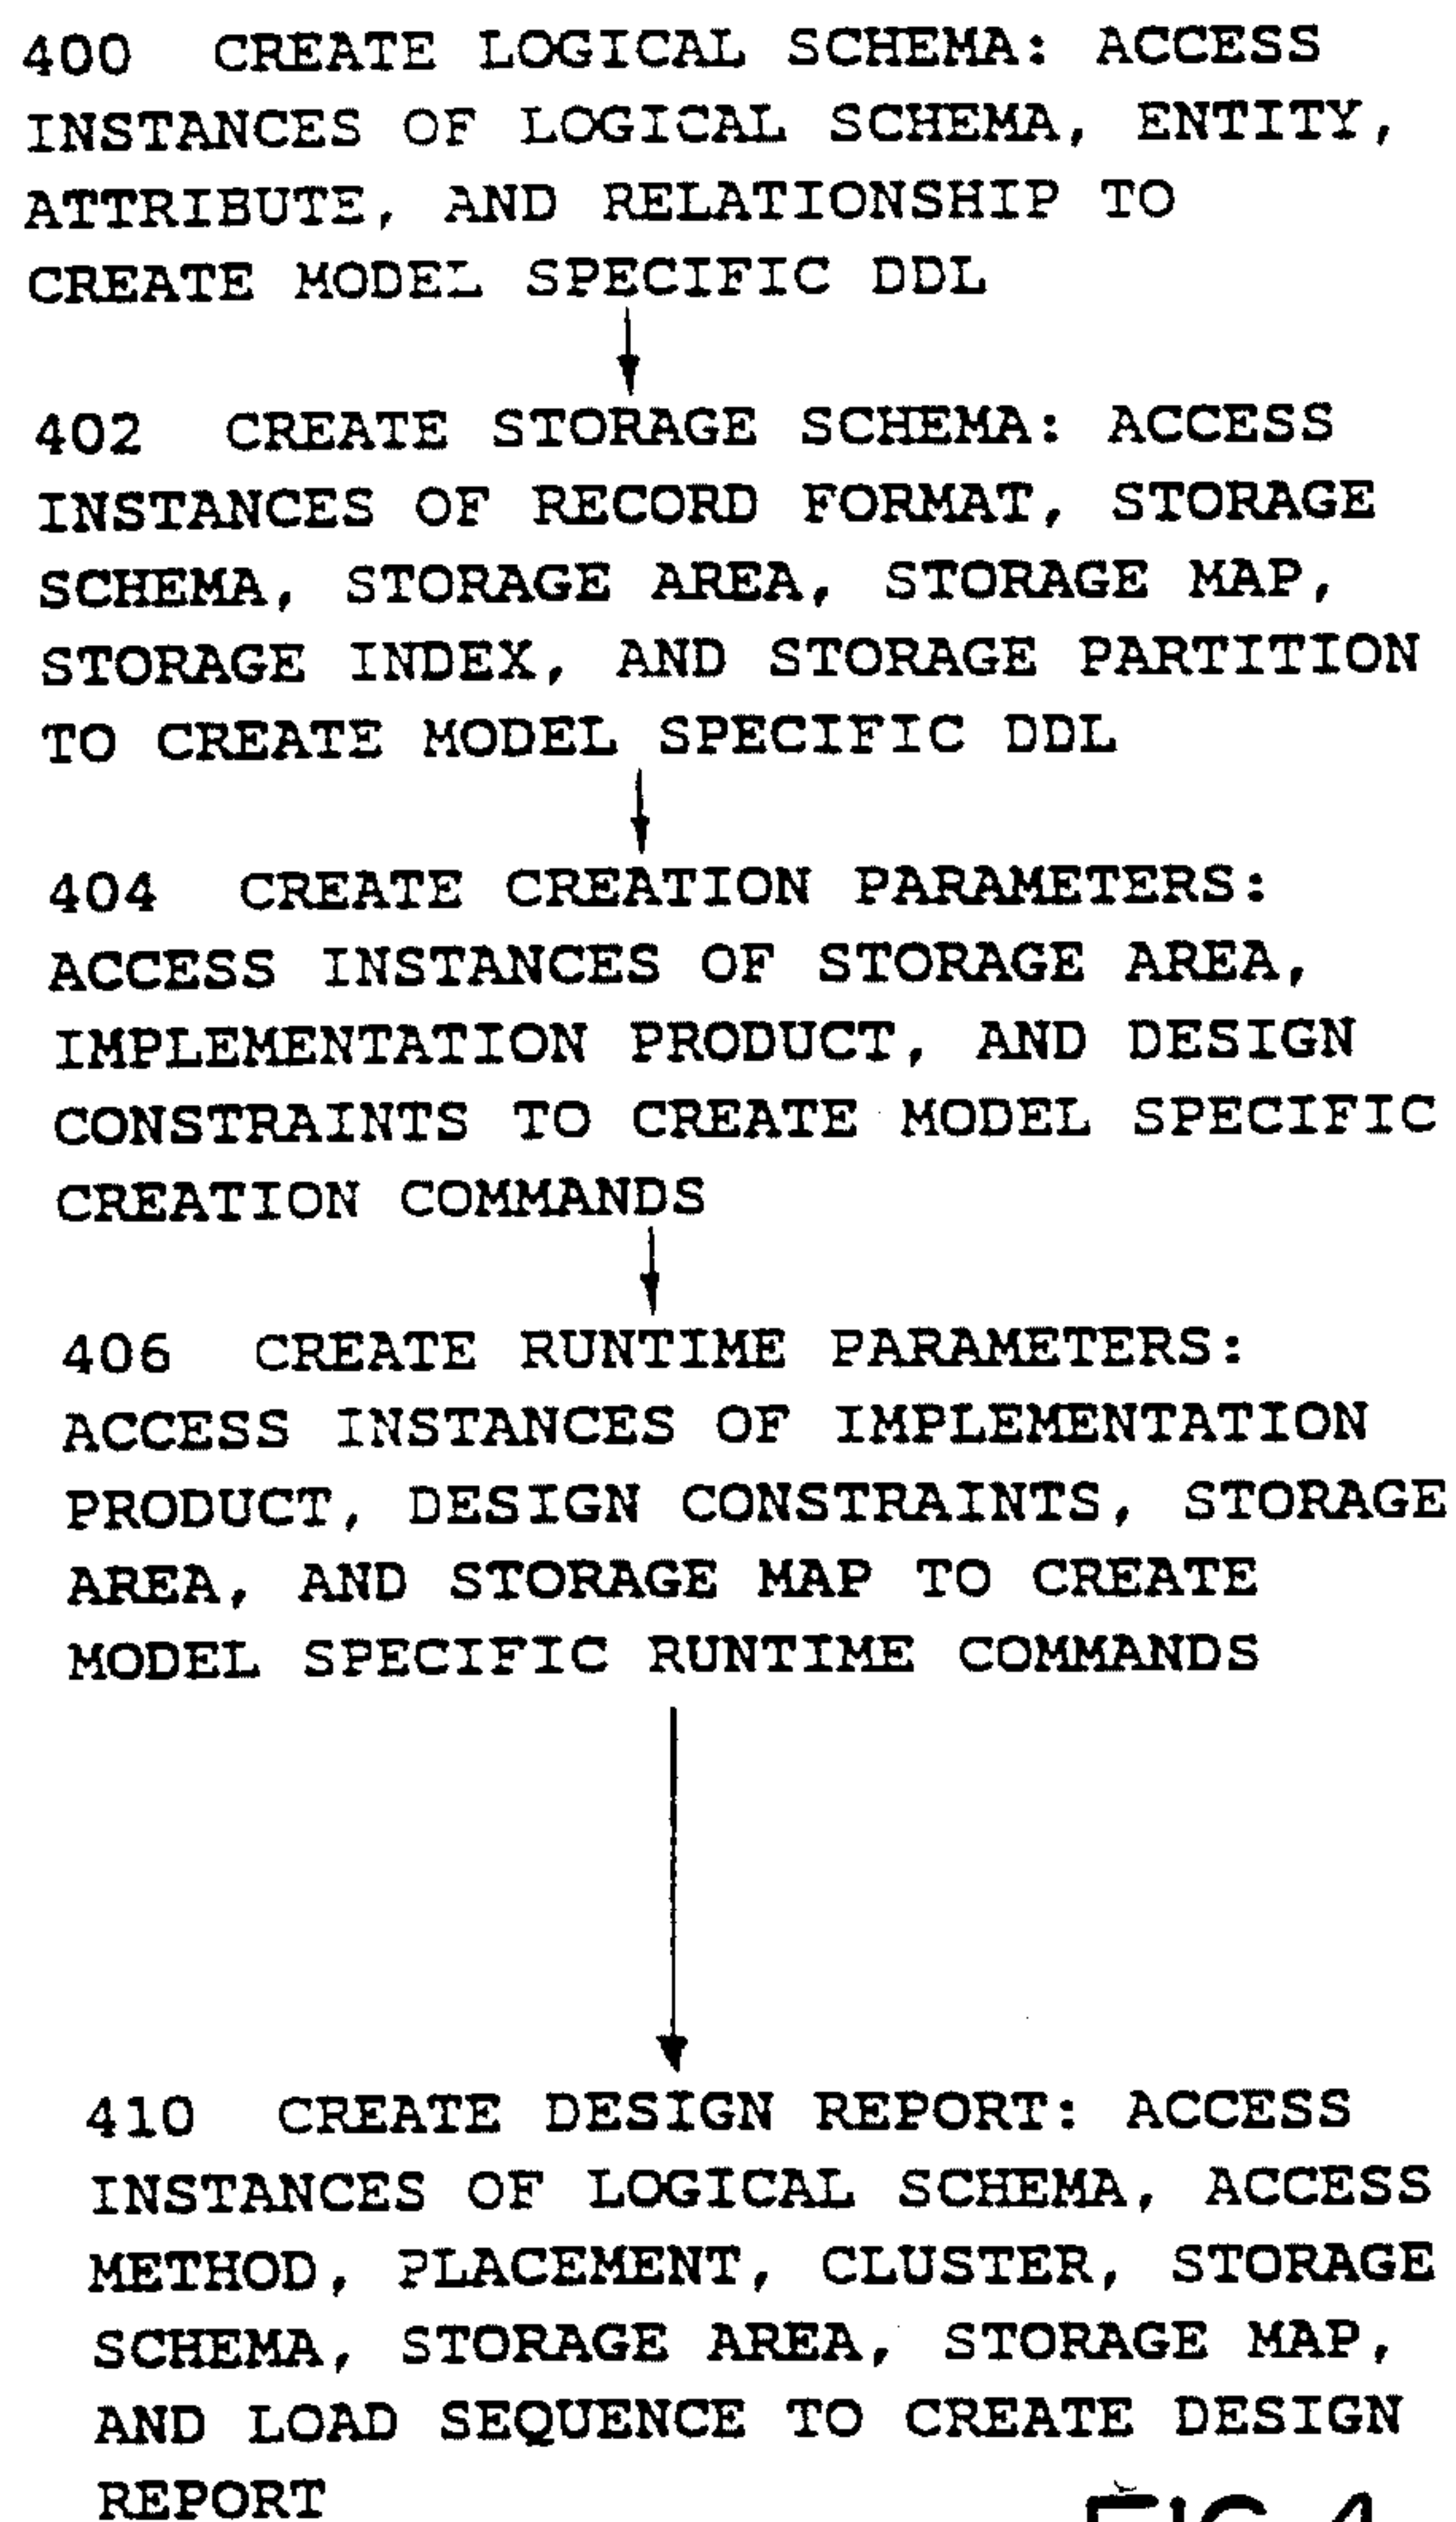 400 CREATE LOGICAL SCHEMA: ACCESS
INSTANCES OF LOGICAL SCHEMA, ENTITY,
ATTRIBUTE, AND RELATIONSHIP TO
CREATE MODEL SPECIFIC DDL
402 CREATE STORAGE SCHEMA: ACCESS
INSTANCES OF RECORD FORMAT, STORAGE
SCHEMA, STORAGE AREA, STORAGE MAP,
STORAGE INDEX, AND STORAGE PARTITION
TO CREATE MODEL SPECIFIC DDL
404 CREATE CREATION PARAMETERS:
ACCESS INSTANCES OF STORAGE AREA,
IMPLEMENTATION PRODUCT, AND DESIGN
CONSTRAINTS TO CREATE MODEL SPECIFIC
CREATION COMMANDS
406 CREATE RUNTIME PARAMETERS:
ACCESS INSTANCES OF IMPLEMENTATION
PRODUCT, DESIGN CONSTRAINTS, STORAGE
AREA, AND STORAGE MAP TO CREATE
MODEL SPECIFIC RUNTIME COMMANDS
410 CREATE DESIGN REPORT: ACCESS
INSTANCES OF LOGICAL SCHEMA, ACCESS
METHOD, PLACEMENT, CLUSTER, STORAGE
SCHEMA, STORAGE AREA, STORAGE MAP,
AND LOAD SEQUENCE TO CREATE DESIGN
REPORT